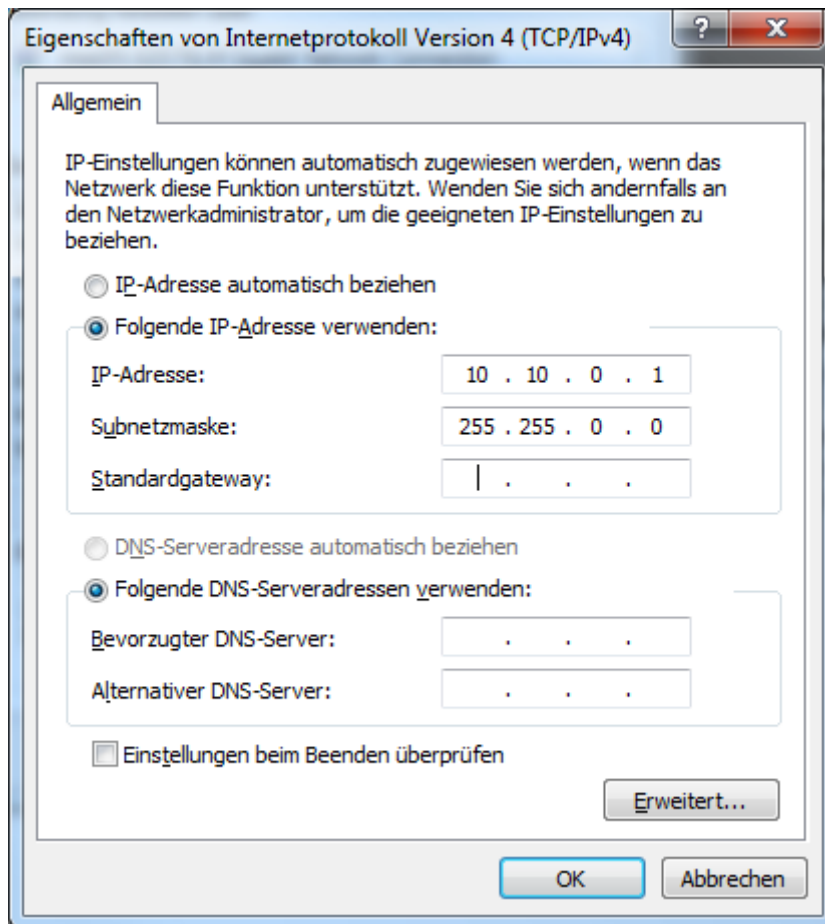 Eigenschaften von Internetprotokoll Version 4 (TCP/IPv4)
?
X
Allgemein
IP-Einstellungen können automatisch zugewiesen werden, wenn das
Netzwerk diese Funktion unterstützt. Wenden Sie sich andernfalls an
den Netzwerkadministrator, um die geeigneten IP-Einstellungen zu
beziehen.
IP-Adresse automatisch beziehen
Folgende IP-Adresse verwenden:
IP-Adresse: 10 . 10 . 0 . 1
Subnetzmaske: 255 . 255 . 0 . 0
Standardgateway: . . .
DNS-Serveradresse automatisch beziehen
Folgende DNS-Serveradressen verwenden:
Bevorzugter DNS-Server: . . .
Alternativer DNS-Server: . . .
Einstellungen beim Beenden überprüfen
Erweitert...
OK Abbrechen